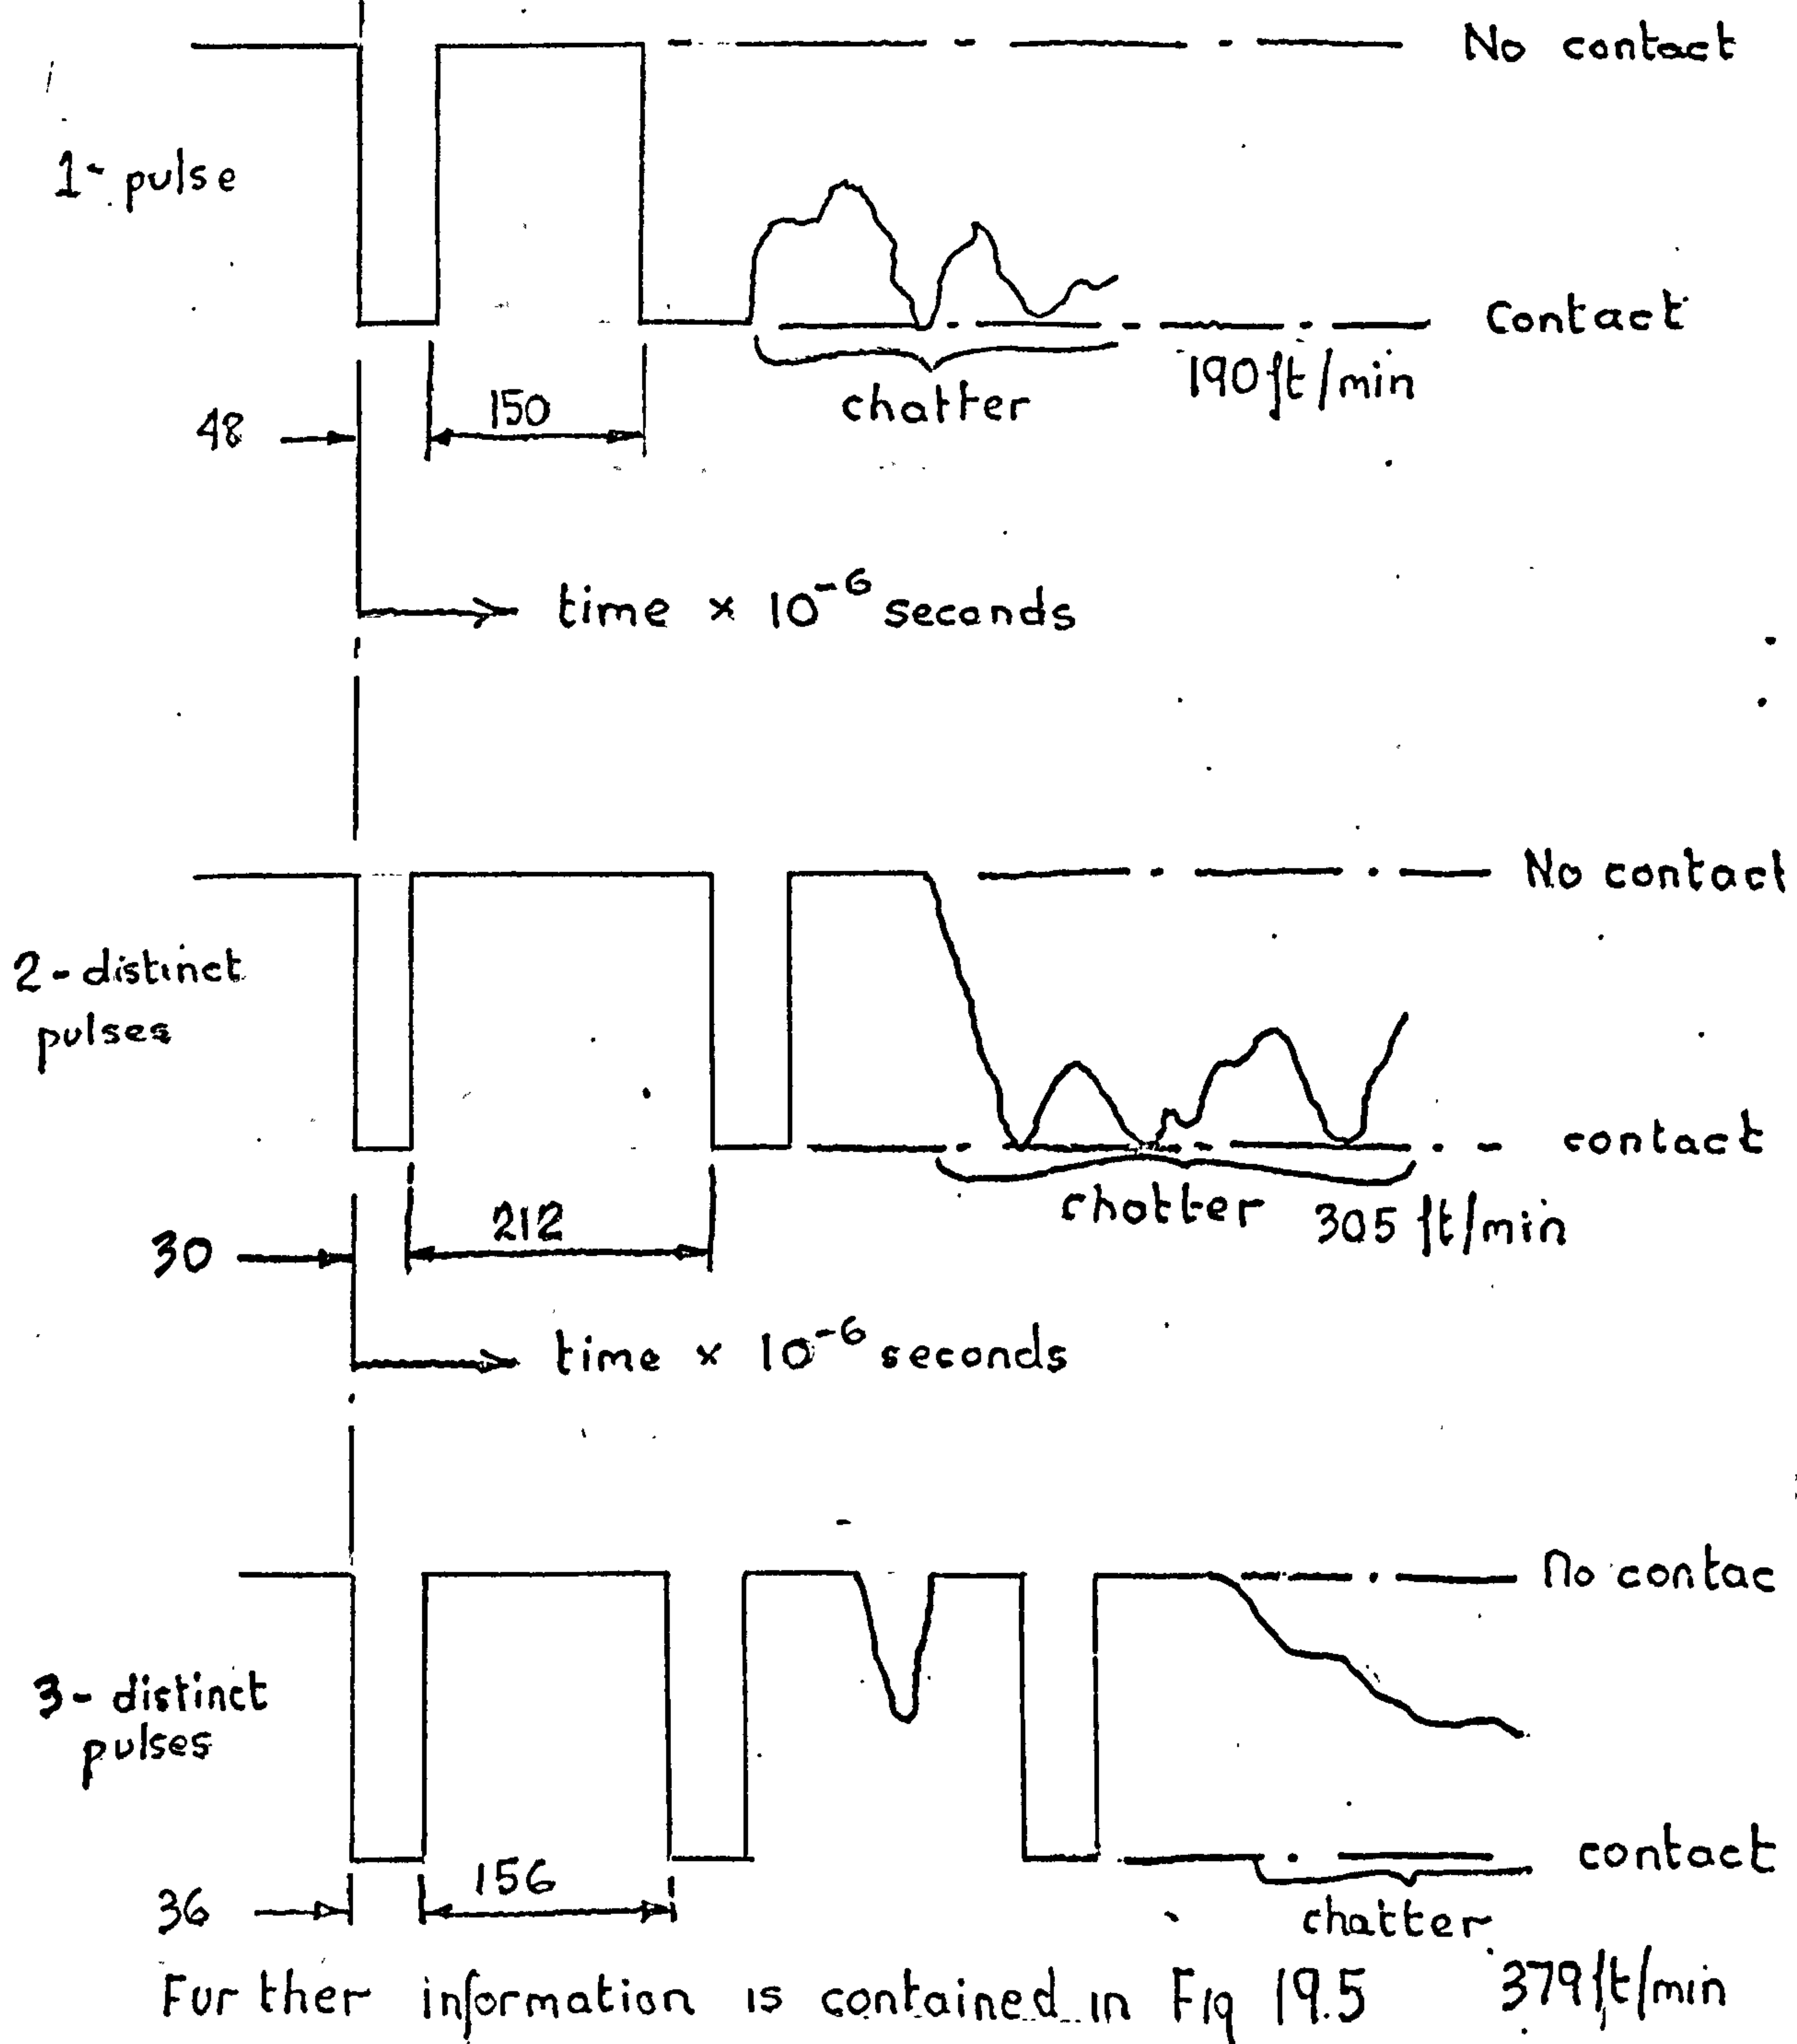 No contact
1- pulse
Contact
190 ft/min
chatter
48
150
time × 10⁻⁶ seconds
No contact
2-distinct
pulses
contact
chatter 305 ft/min
30
212
time × 10⁻⁶ seconds
No contac
3- distinct
pulses
contact
36
156
chatter
Further information is contained in Fig 19.5
379 ft/min